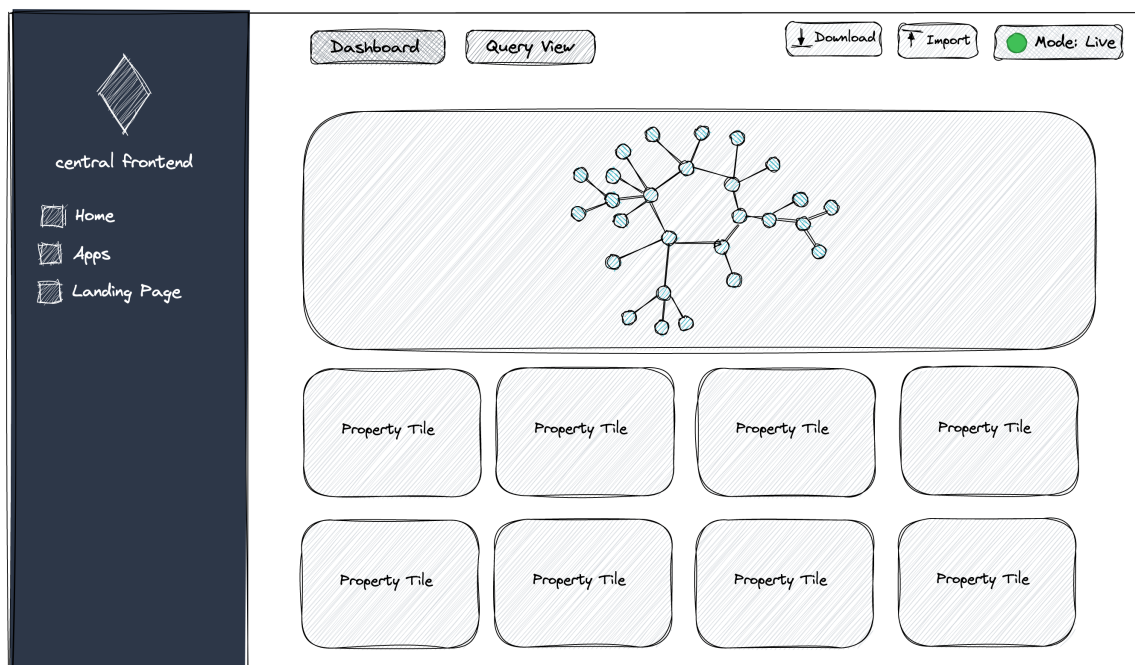 Dashboard
Query View
Download
Import
Mode: Live
central frontend
Home
Apps
Landing Page
Property Tile
Property Tile
Property Tile
Property Tile
Property Tile
Property Tile
Property Tile
Property Tile